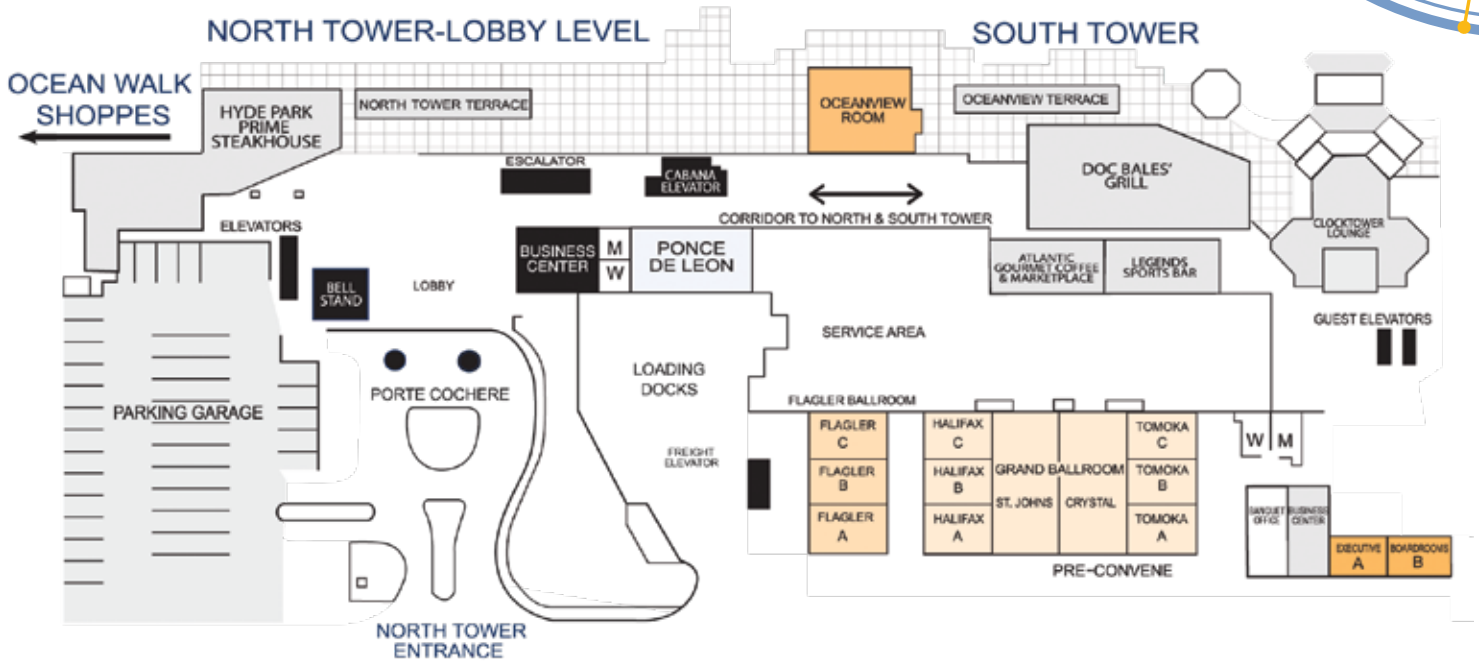 NORTH TOWER-LOBBY LEVEL
SOUTH TOWER
OCEAN WALK
SHOPPES
HYDE PARK
PRIME
STEAKHOUSE
NORTH TOWER TERRACE
OCEANVIEW
ROOM
OCEANVIEW TERRACE
ESCALATOR
CABANA
ELEVATOR
DOC BALES'
GRILL
CORRIDOR TO NORTH & SOUTH TOWER
CLOCKTOWER
LOUNGE
ELEVATORS
BUSINESS
CENTER
M
W
PONCE
DE LEON
ATLANTIC
GOURMET COFFEE
& MARKETPLACE
LEGENDS
SPORTS BAR
BELL
STAND
LOBBY
SERVICE AREA
GUEST ELEVATORS
LOADING
DOCKS
PORTE COCHERE
PARKING GARAGE
FLAGLER BALLROOM
FLAGLER
C
FLAGLER
B
FLAGLER
A
HALIFAX
C
HALIFAX
B
HALIFAX
A
GRAND BALLROOM
ST. JOHNS
CRYSTAL
TOMOKA
C
TOMOKA
B
TOMOKA
A
W
M
FREIGHT
ELEVATOR
BANQUET
OFFICE
BUSINESS
CENTER
EXECUTIVE
A
BOARDROOMS
B
PRE-CONVENE
NORTH TOWER
ENTRANCE